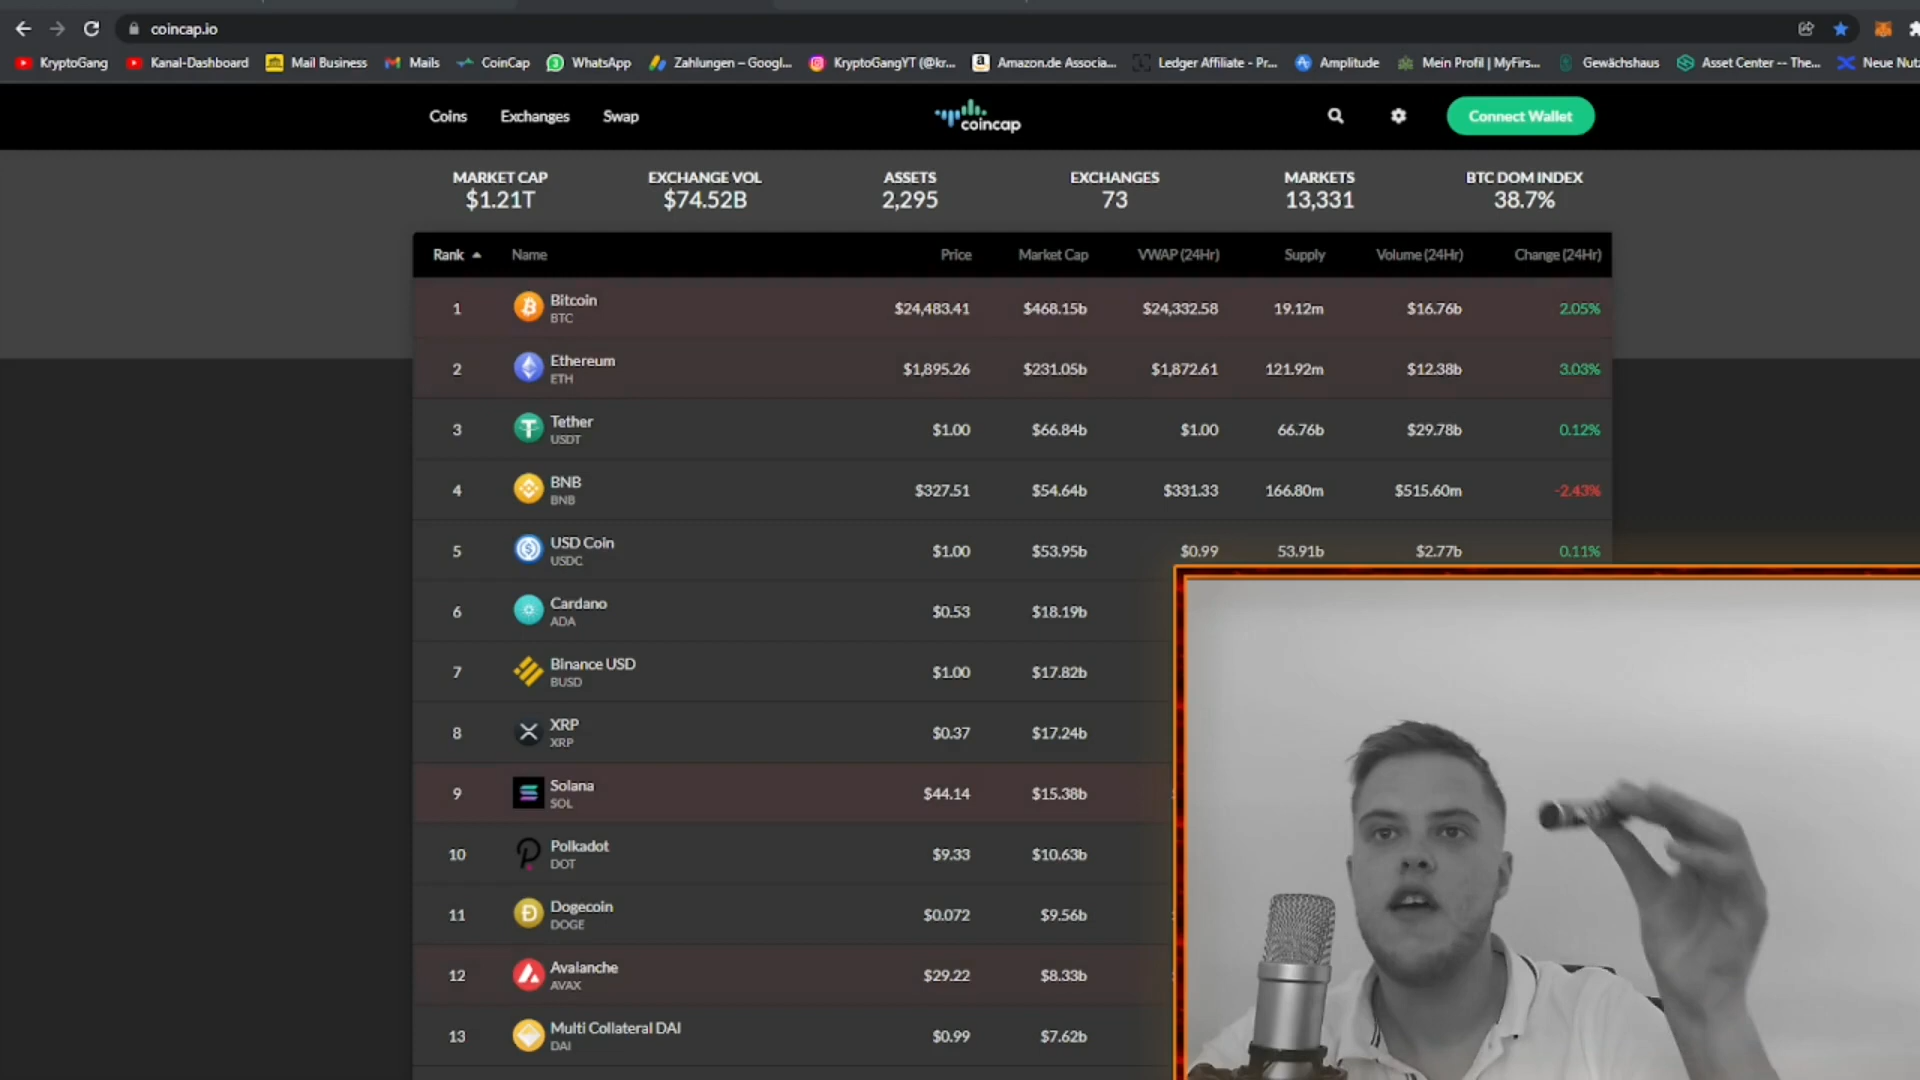 coincap.io
KryptoGang Kanal-Dashboard Mail Business Mails CoinCap WhatsApp Zahlungen – Googl... KryptoGangYT (@kr... Amazon.de Associa... Ledger Affiliate - Pr... Amplitude Mein Profil | MyFirs... Gewächshaus Asset Center -- The... Neue Nutz
Coins Exchanges Swap coincap Connect Wallet
MARKET CAP EXCHANGE VOL ASSETS EXCHANGES MARKETS BTC DOM INDEX
$1.21T $74.52B 2,295 73 13,331 38.7%
Rank Name Price Market Cap VWAP (24Hr) Supply Volume (24Hr) Change (24Hr)
1 Bitcoin $24,483.41 $468.15b $24,332.58 19.12m $16.76b 2.05%
BTC
2 Ethereum $1,895.26 $231.05b $1,872.61 121.92m $12.38b 3.03%
ETH
3 Tether $1.00 $66.84b $1.00 66.76b $29.78b 0.12%
USDT
4 BNB $327.51 $54.64b $331.33 166.80m $515.60m -2.43%
BNB
5 USD Coin $1.00 $53.95b $0.99 53.91b $2.77b 0.11%
USDC
6 Cardano $0.53 $18.19b
ADA
7 Binance USD $1.00 $17.82b
BUSD
8 XRP $0.37 $17.24b
XRP
9 Solana $44.14 $15.38b
SOL
10 Polkadot $9.33 $10.63b
DOT
11 Dogecoin $0.072 $9.56b
DOGE
12 Avalanche $29.22 $8.33b
AVAX
13 Multi Collateral DAI $0.99 $7.62b
DAI